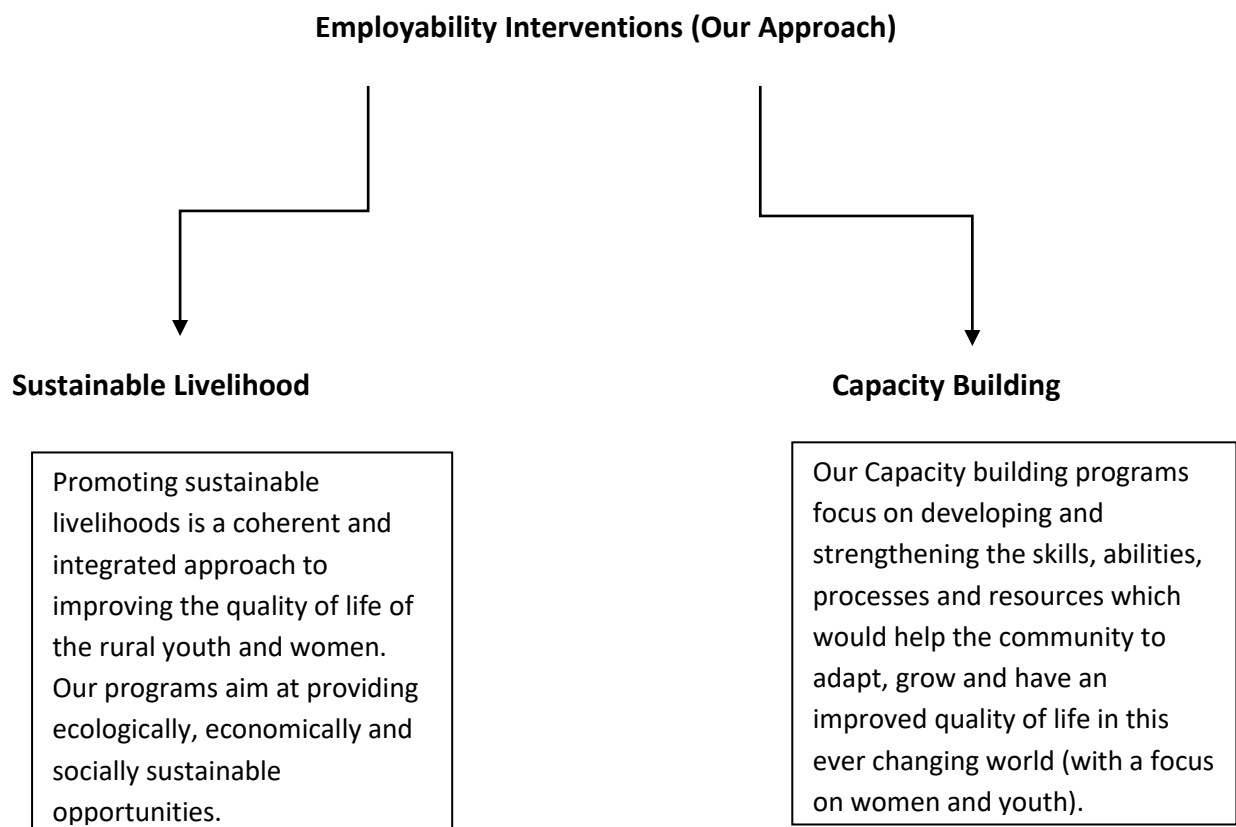 Employability Interventions (Our Approach)
Sustainable Livelihood
Promoting sustainable
livelihoods is a coherent and
integrated approach to
improving the quality of life of
the rural youth and women.
Our programs aim at providing
ecologically, economically and
socially sustainable
opportunities.
Capacity Building
Our Capacity building programs
focus on developing and
strengthening the skills, abilities,
processes and resources which
would help the community to
adapt, grow and have an
improved quality of life in this
ever changing world (with a focus
on women and youth).